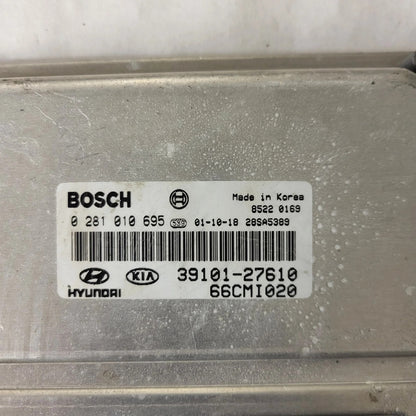 BOSCH Made in Korea
8522 0169
0 281 010 695 01-10-18 28SA5389
HYUNDAI KIA 39101-27610
66CMI020